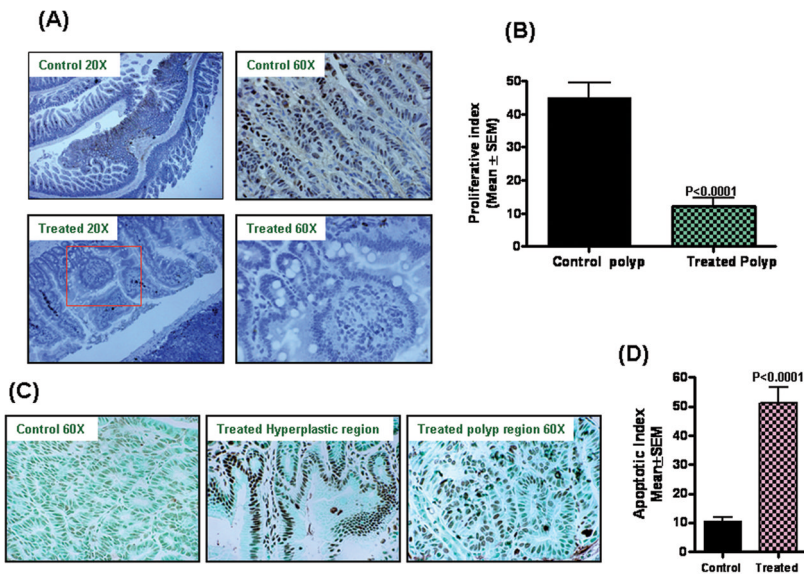 (A)
Control 20X
Control 60X
Treated 20X
Treated 60X
(B)
Proliferative index
(Mean ± SEM)
50
40
30
20
10
0
P<0.0001
Control polyp
Treated Polyp
(C)
Control 60X
Treated Hyperplastic region
Treated polyp region 60X
(D)
Apoptotic Index
Mean±SEM
60
50
40
30
20
10
0
P<0.0001
Control
Treated